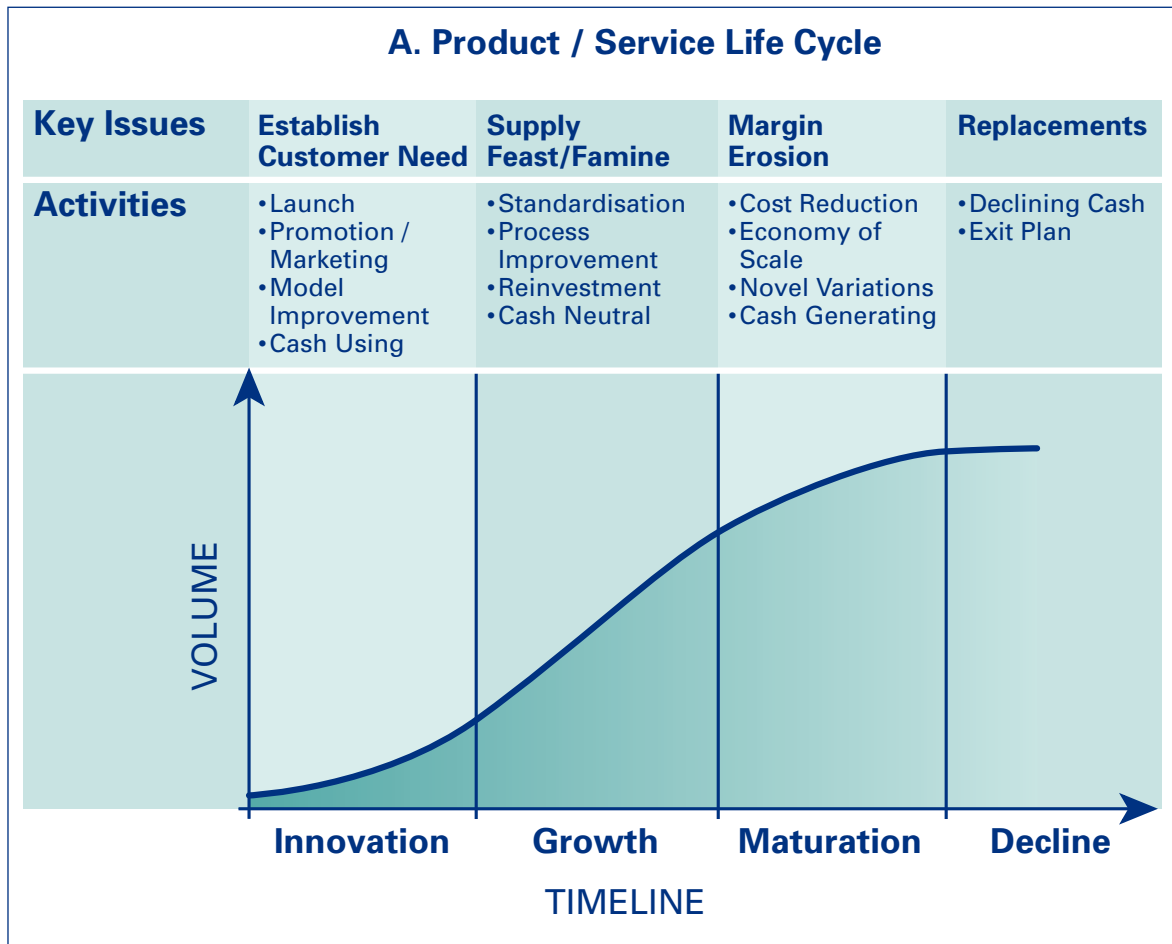 A. Product / Service Life Cycle
Key Issues
Establish
Customer Need
Supply
Feast/Famine
Margin
Erosion
Replacements
Activities
•Launch
•Promotion /
Marketing
•Model
Improvement
•Cash Using
•Standardisation
•Process
Improvement
•Reinvestment
•Cash Neutral
•Cost Reduction
•Economy of
Scale
•Novel Variations
•Cash Generating
•Declining Cash
•Exit Plan
VOLUME
Innovation
Growth
Maturation
Decline
TIMELINE